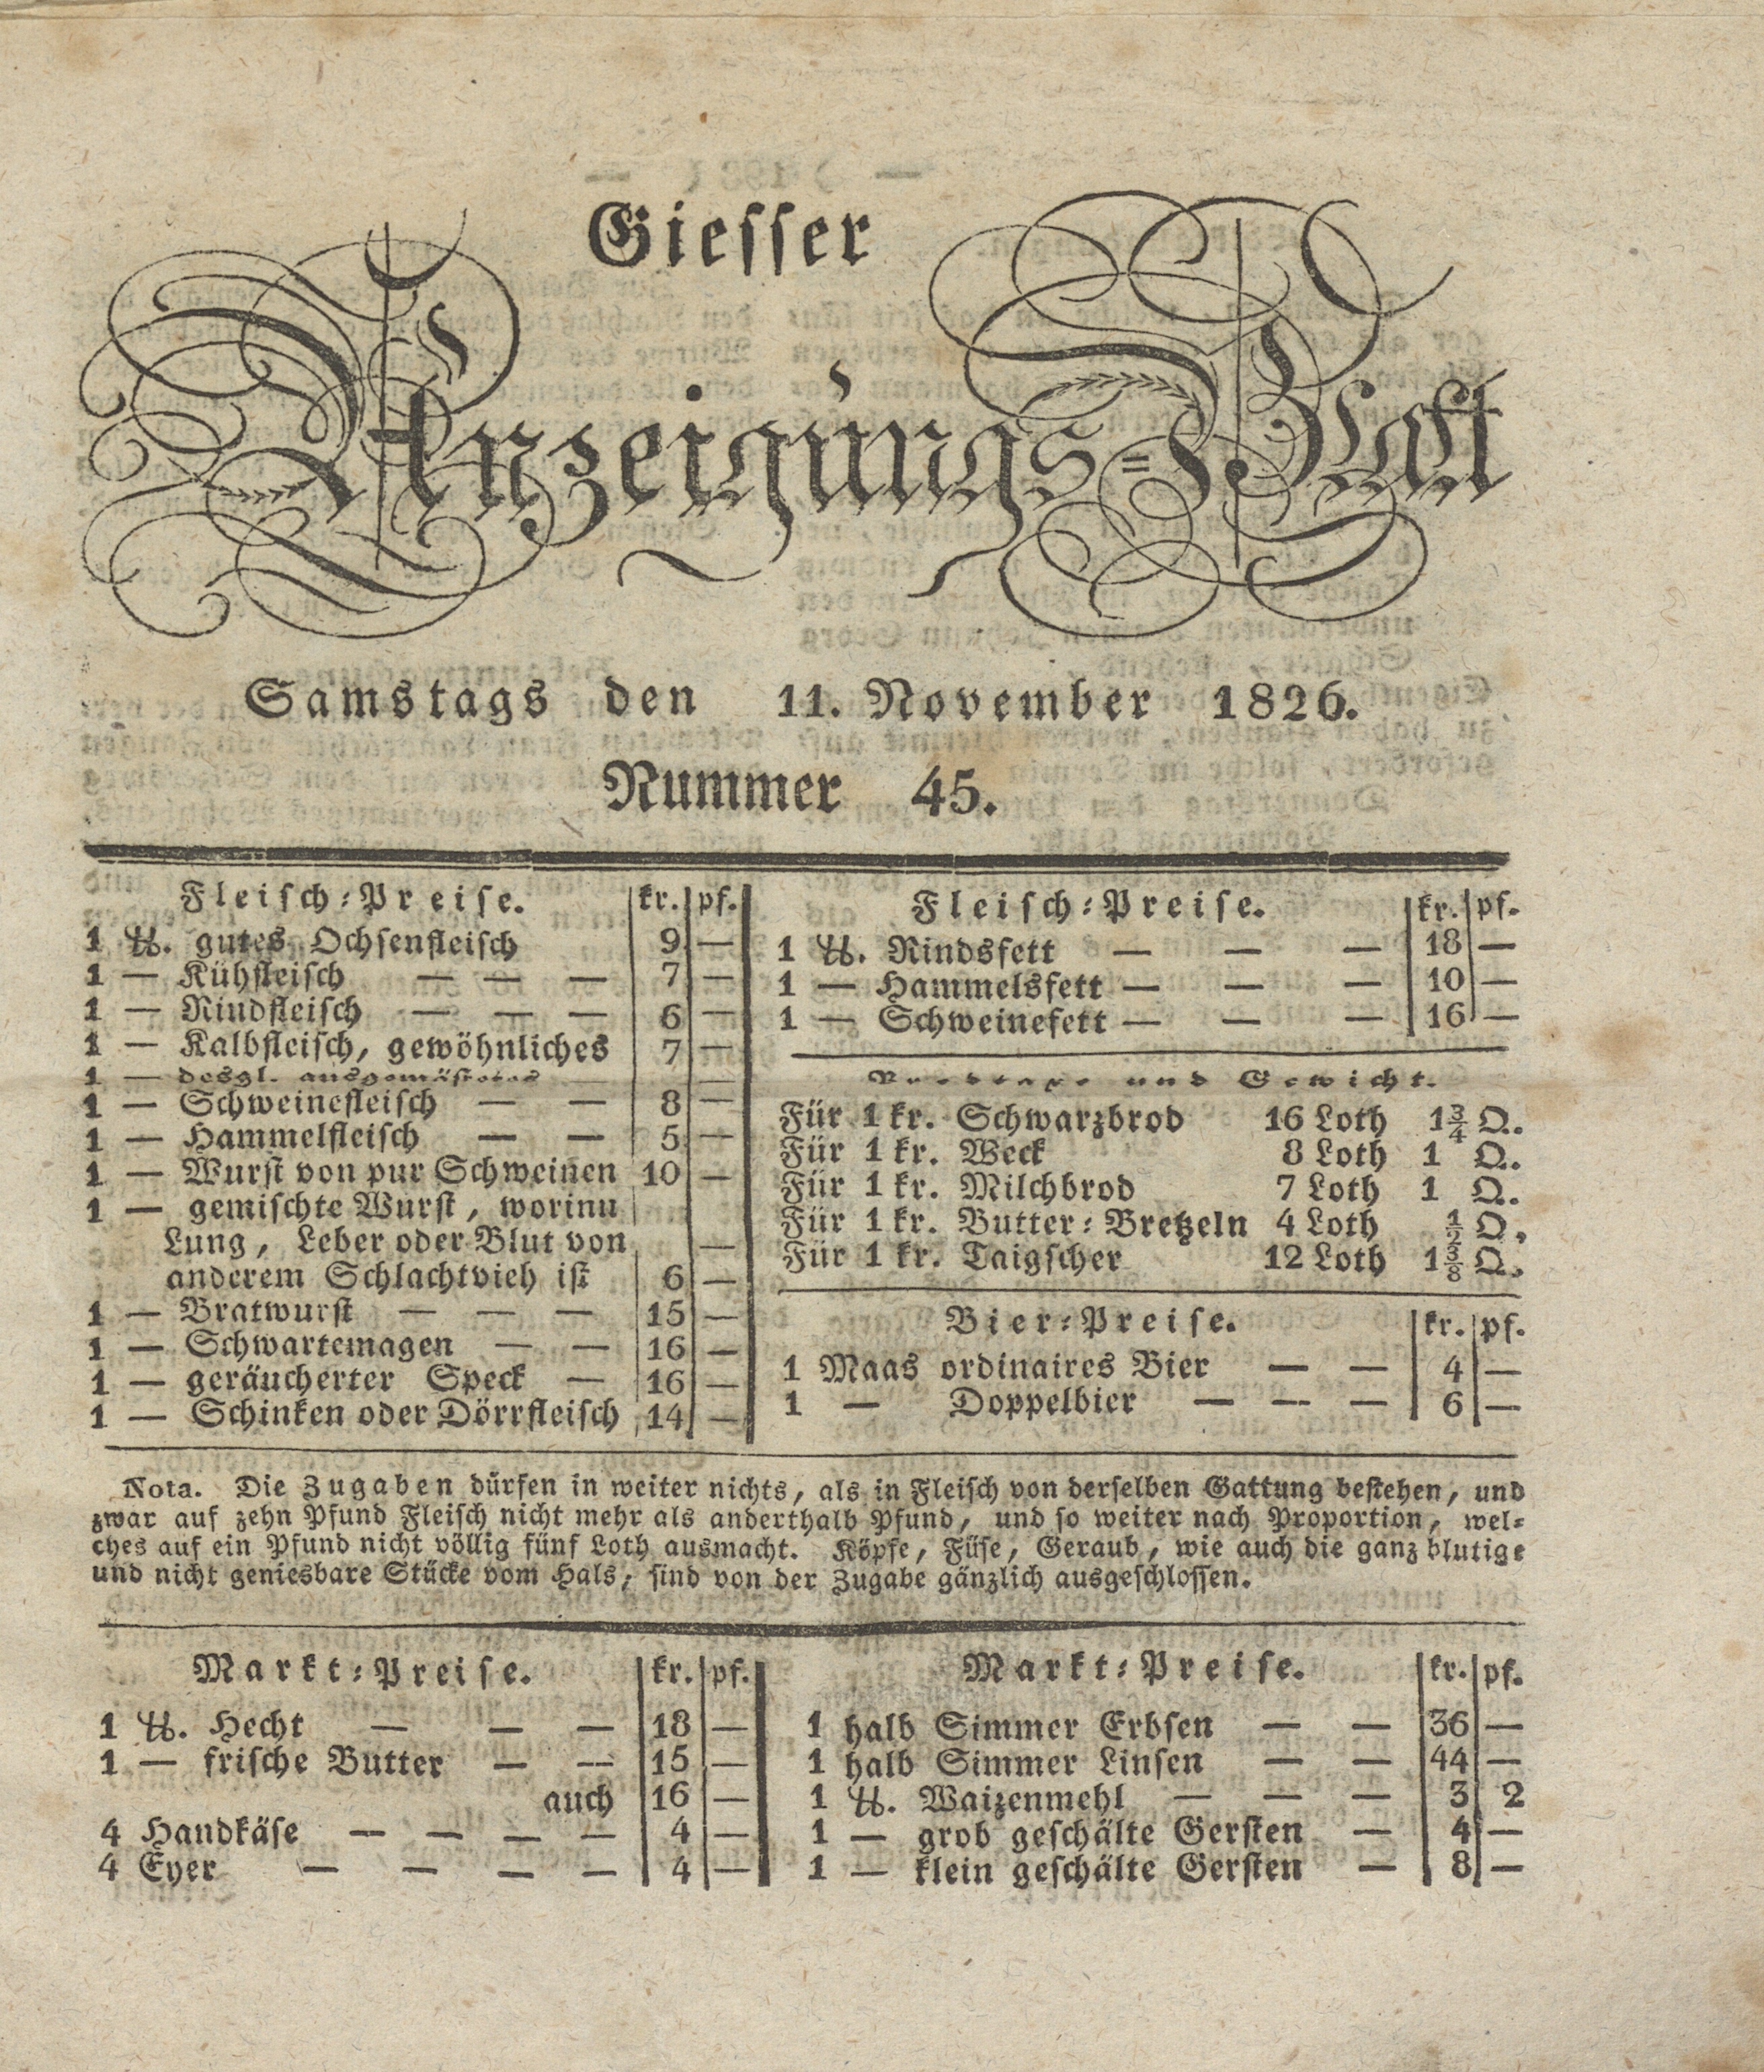 Giesser
Anzeigungs=Blatt
Samstags den 11. November 1826.
Nummer 45.
Fleisch=Preise. kr. pf.
1 ℔. gutes Ochsenfleisch 9 —
1 — Kühfleisch — — — 7 —
1 — Rindfleisch — — — 6 —
1 — Kalbfleisch, gewöhnliches 7 —
1 — desgl. ausgemästetes — —
1 — Schweinefleisch — — 8 —
1 — Hammelfleisch — — 5 —
1 — Wurst von pur Schweinen 10 —
1 — gemischte Wurst, worinn
Lung, Leber oder Blut von —
anderem Schlachtvieh ist 6 —
1 — Bratwurst — — — 15 —
1 — Schwartemagen — — 16 —
1 — geräucherter Speck — 16 —
1 — Schinken oder Dörrfleisch 14 —
Fleisch=Preise. kr. pf.
1 ℔. Rindsfett — — — 18 —
1 — Hammelsfett — — — 10 —
1 — Schweinefett — — — 16 —
und Gewicht.
Für 1 kr. Schwarzbrod 16 Loth 1¾ Q.
Für 1 kr. Weck 8 Loth 1 Q.
Für 1 kr. Milchbrod 7 Loth 1 Q.
Für 1 kr. Butter=Bretzeln 4 Loth ½ Q.
Für 1 kr. Taigscher 12 Loth 1⅜ Q.
Bier=Preise. kr. pf.
1 Maas ordinaires Bier — — 4 —
1 — Doppelbier — — — 6 —
Nota. Die Zugaben dürfen in weiter nichts, als in Fleisch von derselben Gattung bestehen, und
zwar auf zehn Pfund Fleisch nicht mehr als anderthalb Pfund, und so weiter nach Proportion, wel=
ches auf ein Pfund nicht völlig fünf Loth ausmacht. Köpfe, Füse, Geraub, wie auch die ganz blutige
und nicht geniesbare Stücke vom Hals, sind von der Zugabe gänzlich ausgeschlossen.
Markt=Preise. kr. pf.
1 ℔. Hecht — — — 18 —
1 — frische Butter — — 15 —
auch 16 —
4 Handkäse — — — — 4 —
4 Eyer — — — — 4 —
Markt=Preise. kr. pf.
1 halb Simmer Erbsen — — 36 —
1 halb Simmer Linsen — — 44 —
1 ℔. Waizenmehl — — — 3 2
1 — grob geschälte Gersten — 4 —
1 — klein geschälte Gersten — 8 —